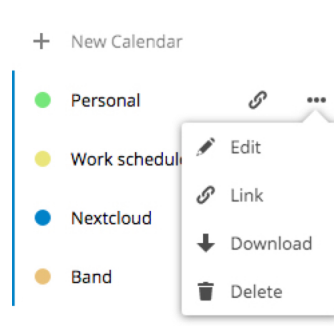 New Calendar
Personal
Edit
Work schedul
Link
Nextcloud
Download
Band
Delete